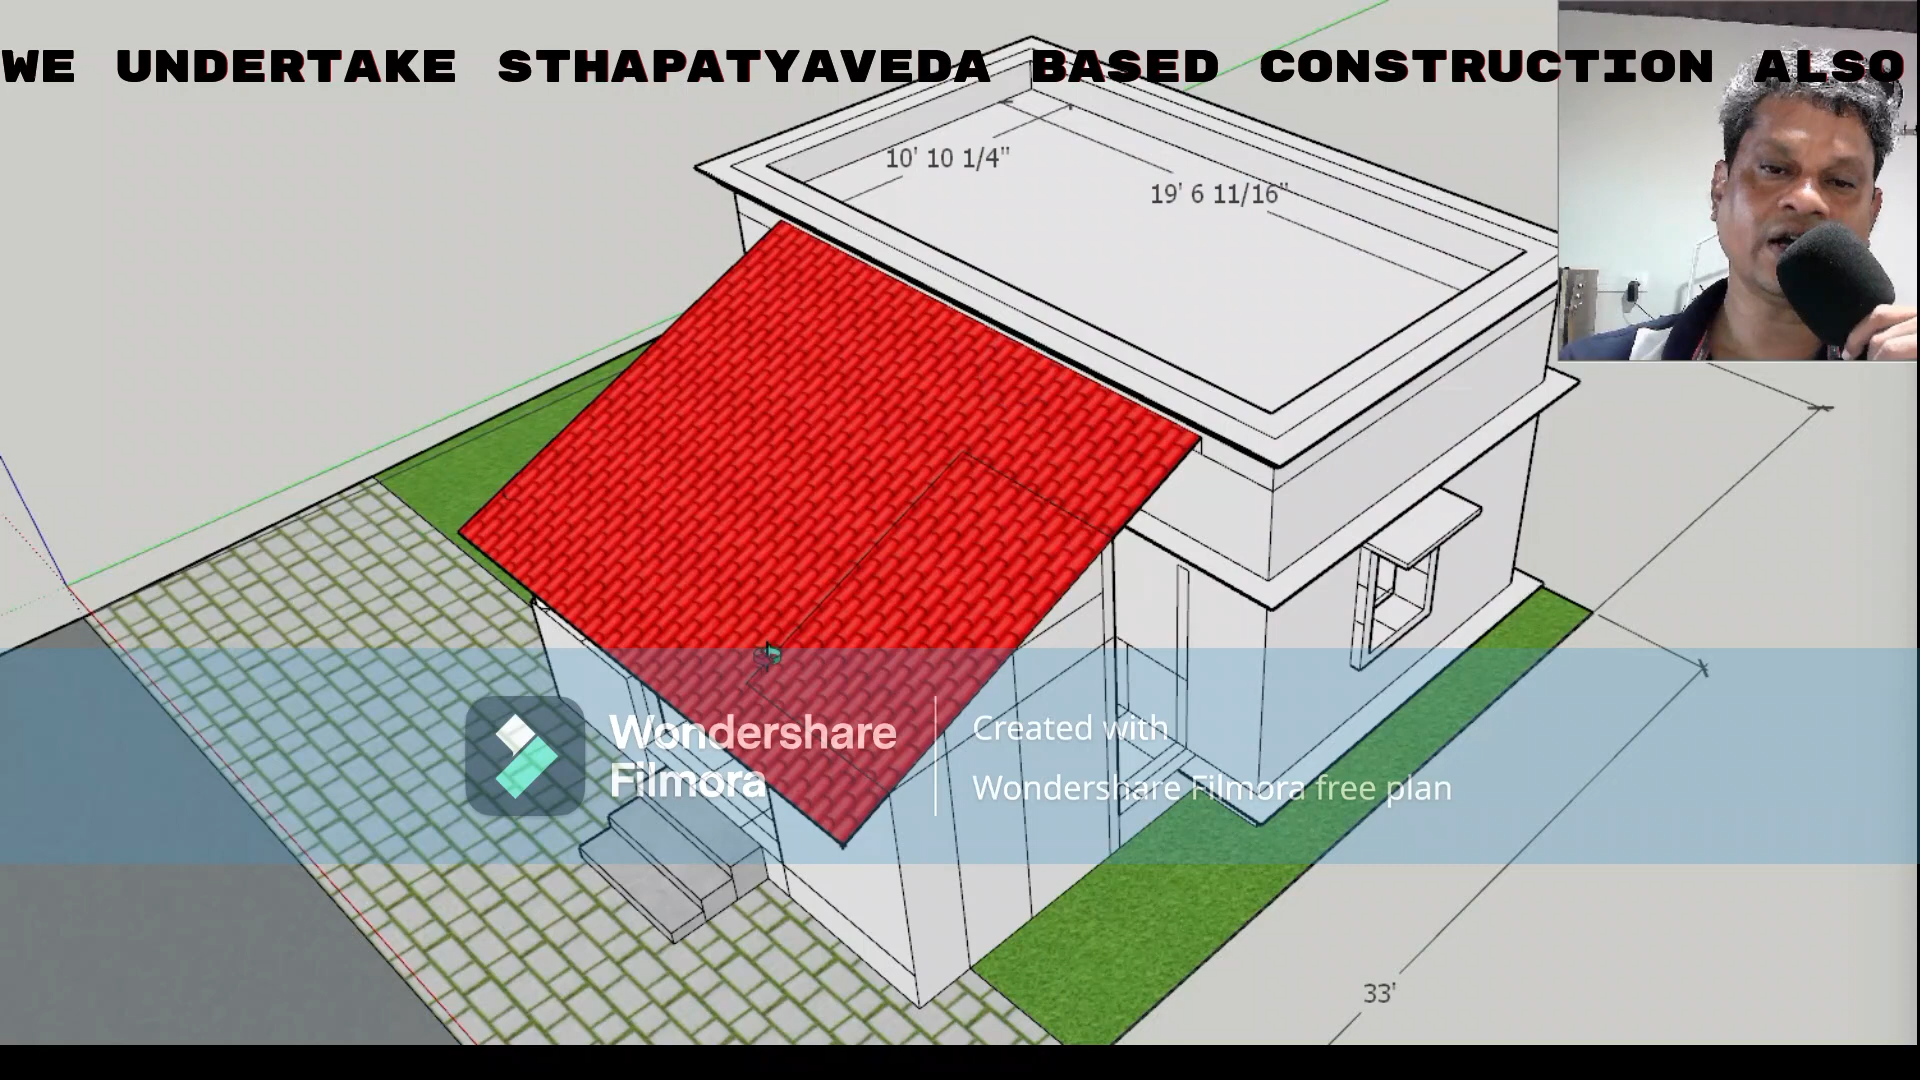 WE UNDERTAKE STHAPATYAVEDA BASED CONSTRUCTION ALSO
10' 10 1/4"
19' 6 11/16"
Wondershare
Filmora
Created with
Wondershare Filmora free plan
33'